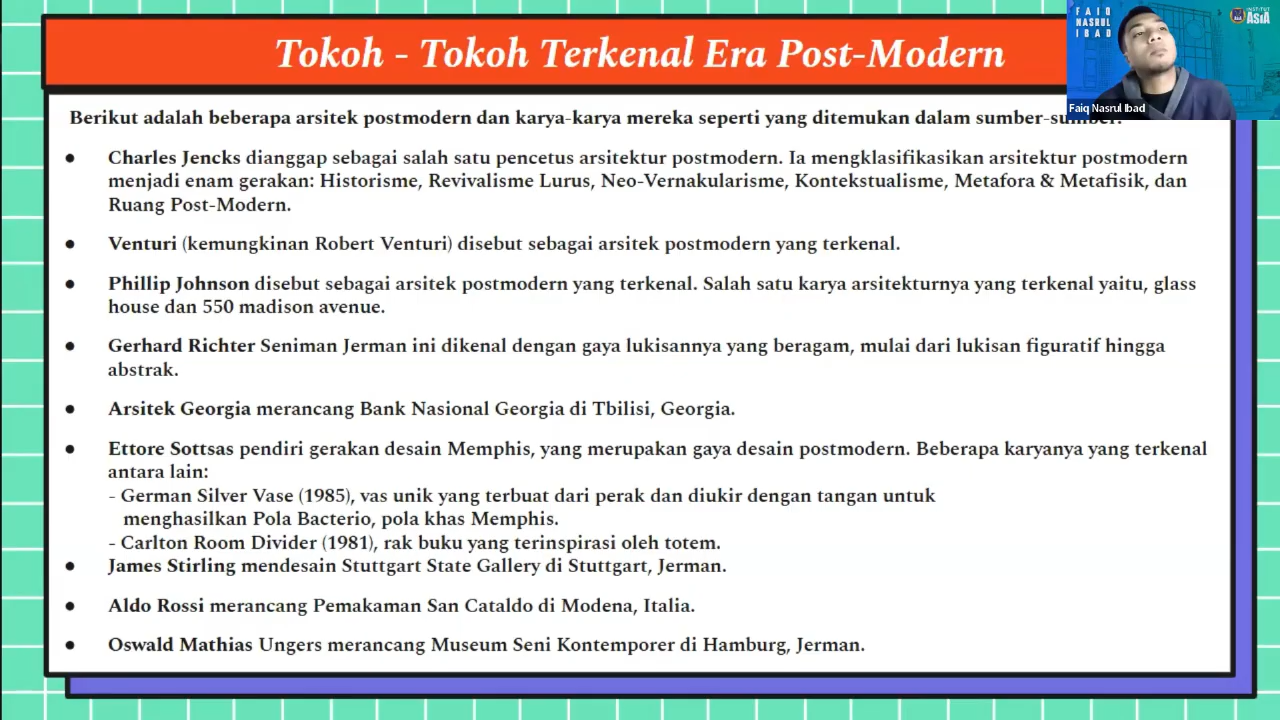 Tokoh - Tokoh Terkenal Era Post-Modern
FAIQ
NASRUL
IBAD
INSTITUT
ASIA
Faiq Nasrul Ibad
Berikut adalah beberapa arsitek postmodern dan karya-karya mereka seperti yang ditemukan dalam sumber-sumber:
● Charles Jencks dianggap sebagai salah satu pencetus arsitektur postmodern. Ia mengklasifikasikan arsitektur postmodern
menjadi enam gerakan: Historisme, Revivalisme Lurus, Neo-Vernakularisme, Kontekstualisme, Metafora & Metafisik, dan
Ruang Post-Modern.
● Venturi (kemungkinan Robert Venturi) disebut sebagai arsitek postmodern yang terkenal.
● Phillip Johnson disebut sebagai arsitek postmodern yang terkenal. Salah satu karya arsitekturnya yang terkenal yaitu, glass
house dan 550 madison avenue.
● Gerhard Richter Seniman Jerman ini dikenal dengan gaya lukisannya yang beragam, mulai dari lukisan figuratif hingga
abstrak.
● Arsitek Georgia merancang Bank Nasional Georgia di Tbilisi, Georgia.
● Ettore Sottsas pendiri gerakan desain Memphis, yang merupakan gaya desain postmodern. Beberapa karyanya yang terkenal
antara lain:
- German Silver Vase (1985), vas unik yang terbuat dari perak dan diukir dengan tangan untuk
menghasilkan Pola Bacterio, pola khas Memphis.
- Carlton Room Divider (1981), rak buku yang terinspirasi oleh totem.
● James Stirling mendesain Stuttgart State Gallery di Stuttgart, Jerman.
● Aldo Rossi merancang Pemakaman San Cataldo di Modena, Italia.
● Oswald Mathias Ungers merancang Museum Seni Kontemporer di Hamburg, Jerman.